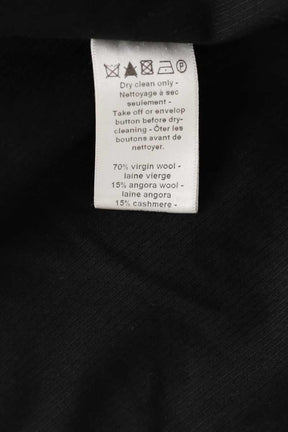 P
Dry clean only -
Nettoyage à sec
seulement -
Take off or envelop
button before dry-
cleaning - Ôter les
boutons avant de
nettoyer.
70% virgin wool -
laine vierge
15% angora wool -
laine angora
15% cashmere -